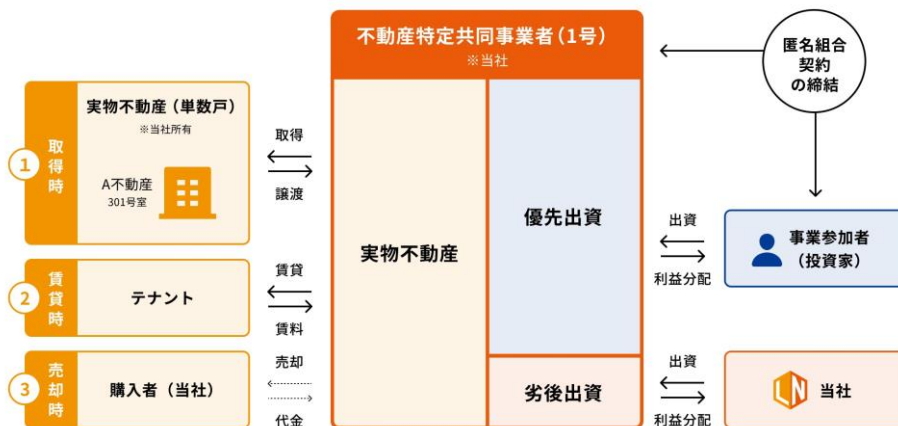 不動産特定共同事業者（1号）
※当社
匿名組合
契約
の締結
1
取得時
実物不動産（単数戸）
※当社所有
A不動産
301号室
取得
譲渡
実物不動産
優先出資
出資
利益分配
事業参加者
（投資家）
2
賃貸時
テナント
賃貸
賃料
3
売却時
購入者（当社）
売却
代金
劣後出資
出資
利益分配
LN
当社